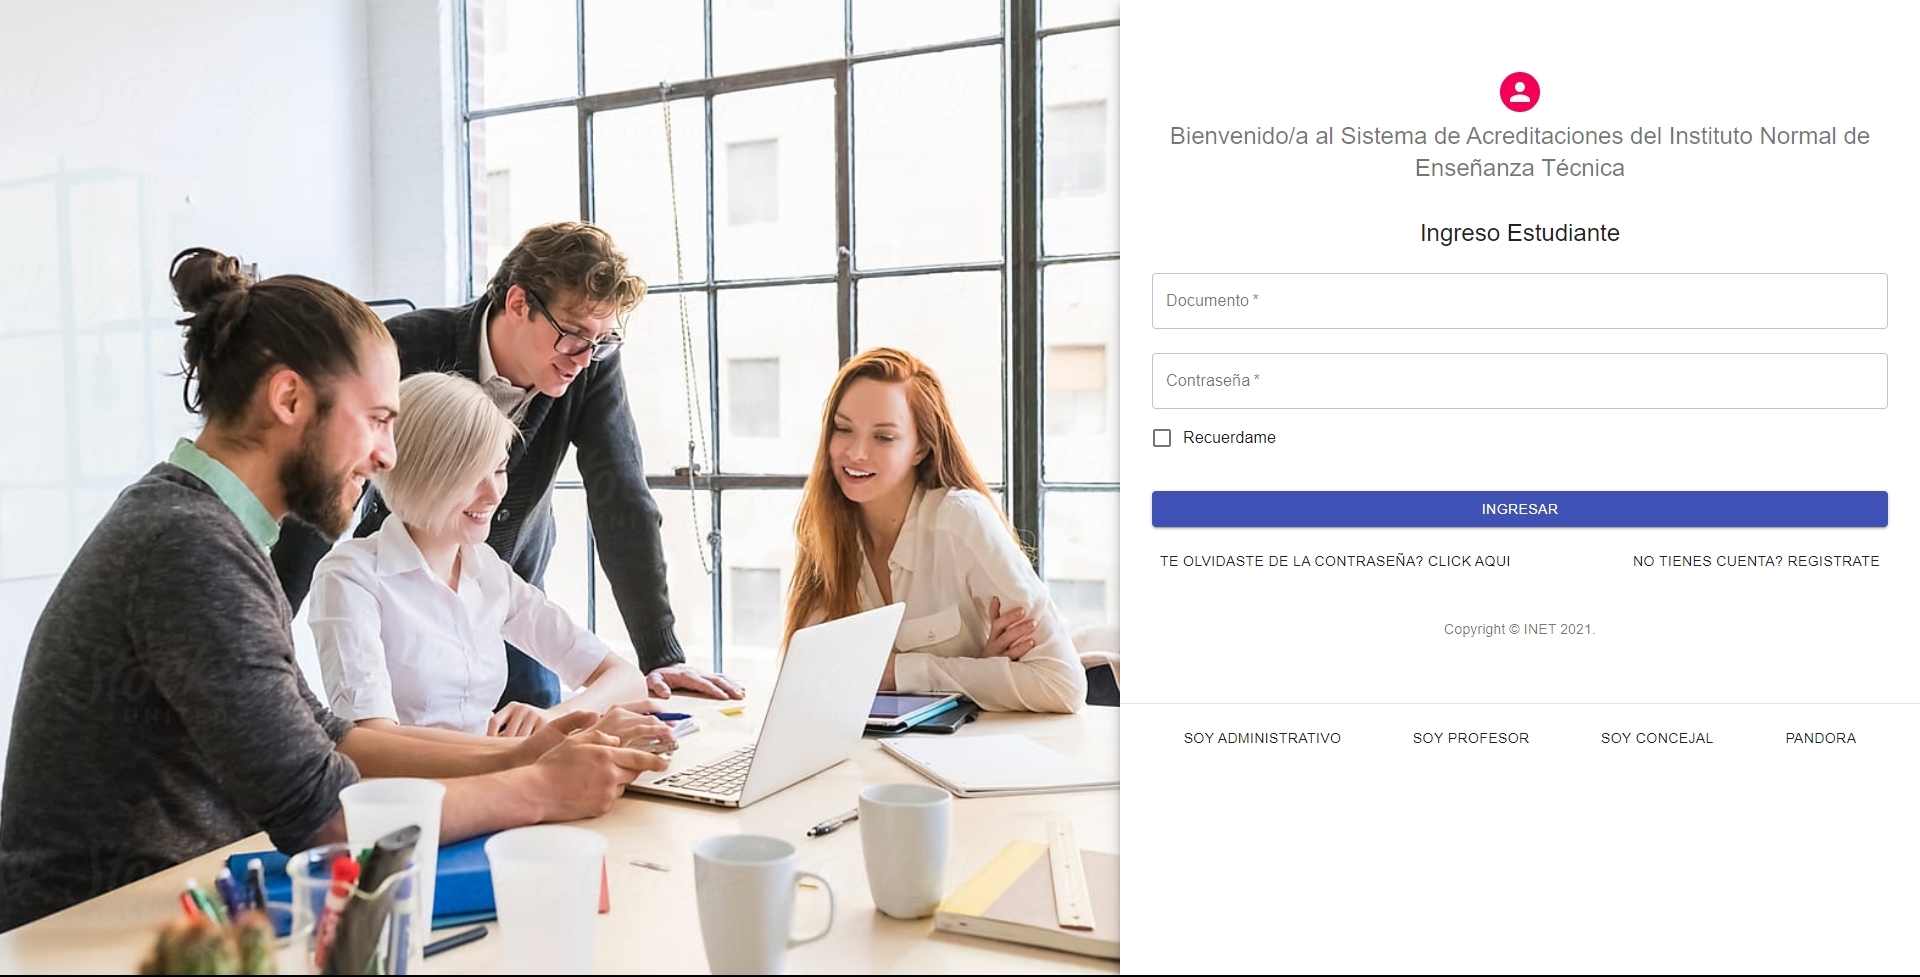 Bienvenido/a al Sistema de Acreditaciones del Instituto Normal de
Enseñanza Técnica
Ingreso Estudiante
Documento *
Contraseña *
Recuerdame
INGRESAR
TE OLVIDASTE DE LA CONTRASEÑA? CLICK AQUI NO TIENES CUENTA? REGISTRATE
Copyright © INET 2021.
SOY ADMINISTRATIVO SOY PROFESOR SOY CONCEJAL PANDORA
UNITED